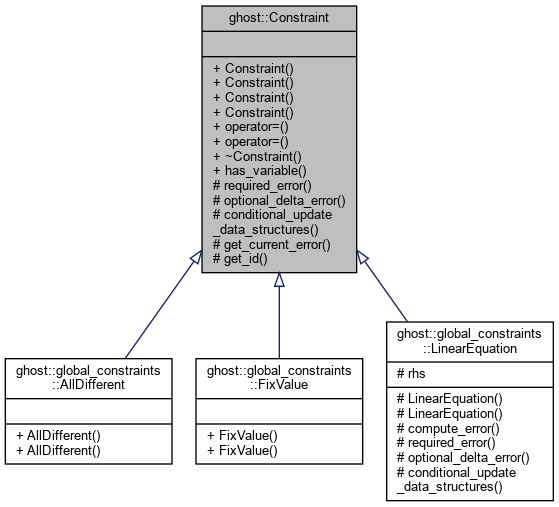 ghost::Constraint
+ Constraint()
+ Constraint()
+ Constraint()
+ Constraint()
+ operator=()
+ operator=()
+ ~Constraint()
+ has_variable()
# required_error()
# optional_delta_error()
# conditional_update
_data_structures()
# get_current_error()
# get_id()
ghost::global_constraints
::AllDifferent
+ AllDifferent()
+ AllDifferent()
ghost::global_constraints
::FixValue
+ FixValue()
+ FixValue()
ghost::global_constraints
::LinearEquation
# rhs
# LinearEquation()
# LinearEquation()
# compute_error()
# required_error()
# optional_delta_error()
# conditional_update
_data_structures()